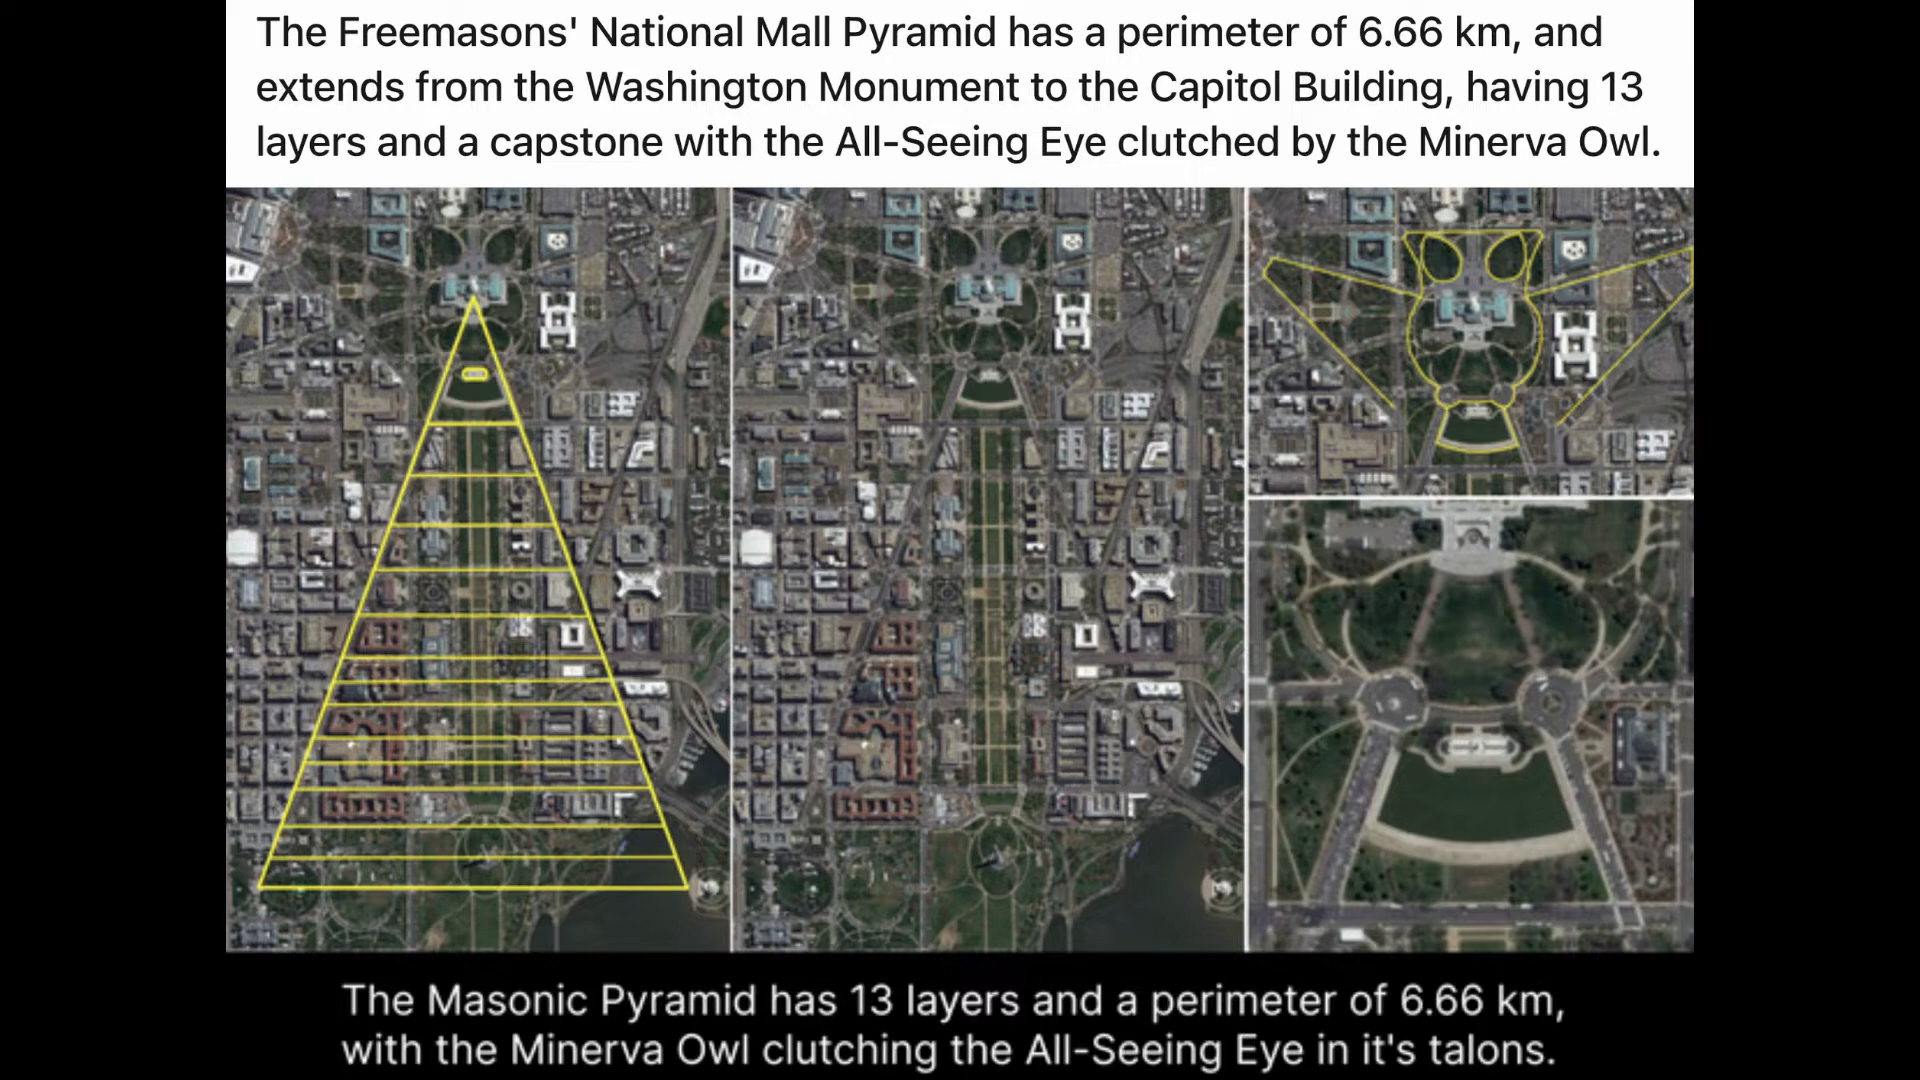 The Freemasons' National Mall Pyramid has a perimeter of 6.66 km, and
extends from the Washington Monument to the Capitol Building, having 13
layers and a capstone with the All-Seeing Eye clutched by the Minerva Owl.
The Masonic Pyramid has 13 layers and a perimeter of 6.66 km,
with the Minerva Owl clutching the All-Seeing Eye in it's talons.